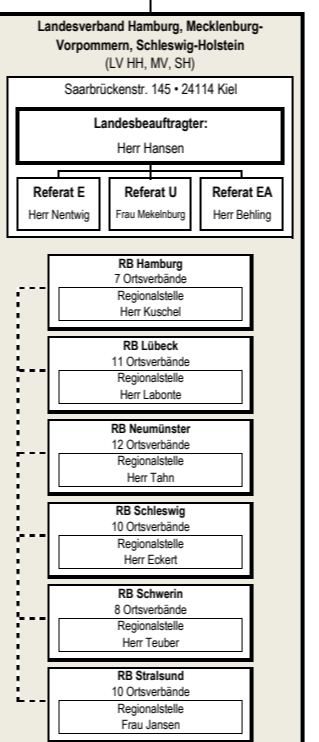 Landesverband Hamburg, Mecklenburg-
Vorpommern, Schleswig-Holstein
(LV HH, MV, SH)
Saarbrückenstr. 145 • 24114 Kiel
Landesbeauftragter:
Herr Hansen
Referat E
Herr Nentwig
Referat U
Frau Mekelnburg
Referat EA
Herr Behling
RB Hamburg
7 Ortsverbände
Regionalstelle
Herr Kuschel
RB Lübeck
11 Ortsverbände
Regionalstelle
Herr Labonte
RB Neumünster
12 Ortsverbände
Regionalstelle
Herr Tahn
RB Schleswig
10 Ortsverbände
Regionalstelle
Herr Eckert
RB Schwerin
8 Ortsverbände
Regionalstelle
Herr Teuber
RB Stralsund
10 Ortsverbände
Regionalstelle
Frau Jansen